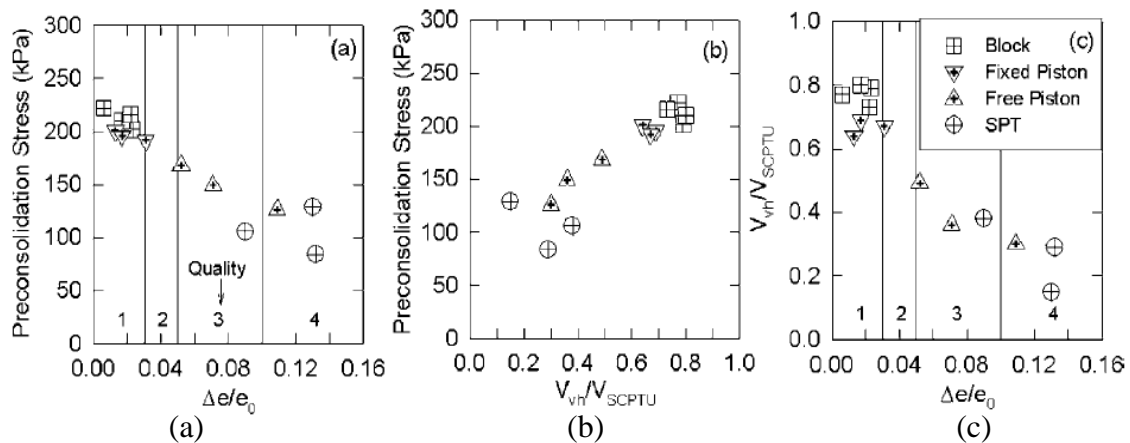 Preconsolidation Stress (kPa)
300
250
200
150
100
50
0
(a)
Quality
1 2 3 4
0.00 0.04 0.08 0.12 0.16
Δe/e0
(a)
Preconsolidation Stress (kPa)
300
250
200
150
100
50
0
(b)
0.0 0.2 0.4 0.6 0.8 1.0
Vvh/VSCPTU
(b)
Vvh/VSCPTU
1.0
0.8
0.6
0.4
0.2
0.0
(c)
Block
Fixed Piston
Free Piston
SPT
1 2 3 4
0.00 0.04 0.08 0.12 0.16
Δe/e0
(c)